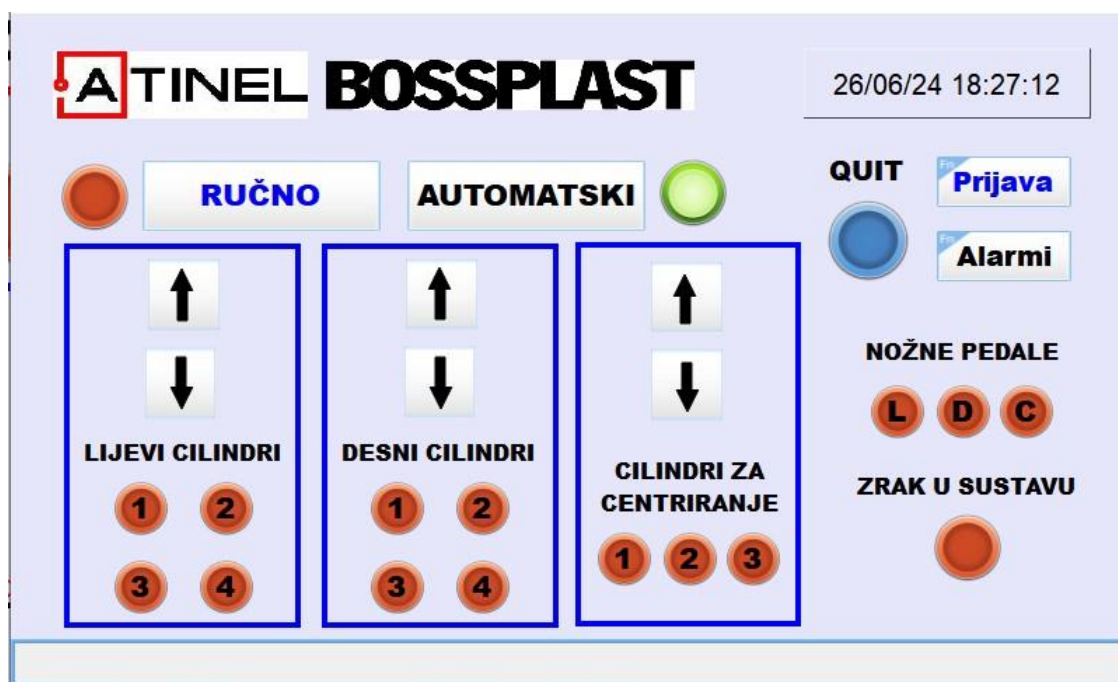 ATINEL BOSSPLAST
26/06/24 18:27:12
RUČNO
AUTOMATSKI
QUIT
Fn
Prijava
Fn
Alarmi
LIJEVI CILINDRI
1 2
3 4
DESNI CILINDRI
1 2
3 4
CILINDRI ZA
CENTRIRANJE
1 2 3
NOŽNE PEDALE
L D C
ZRAK U SUSTAVU